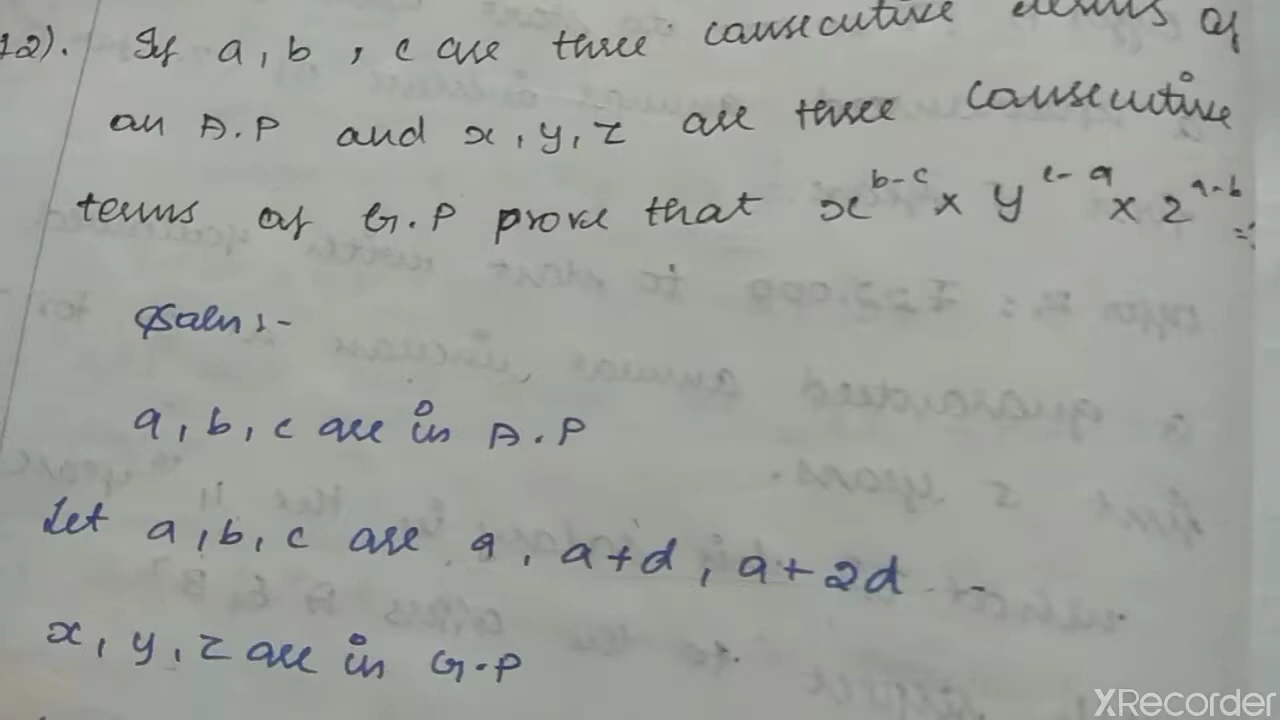 12). If a, b, c are three consecutive terms of
an A.P and x, y, z are three consecutive
terms of G.P prove that x^{b-c} × y^{c-a} × z^{a-b} =
Soln:-
a, b, c are in A.P
Let a, b, c are a, a+d, a+2d
x, y, z are in G.P
XRecorder